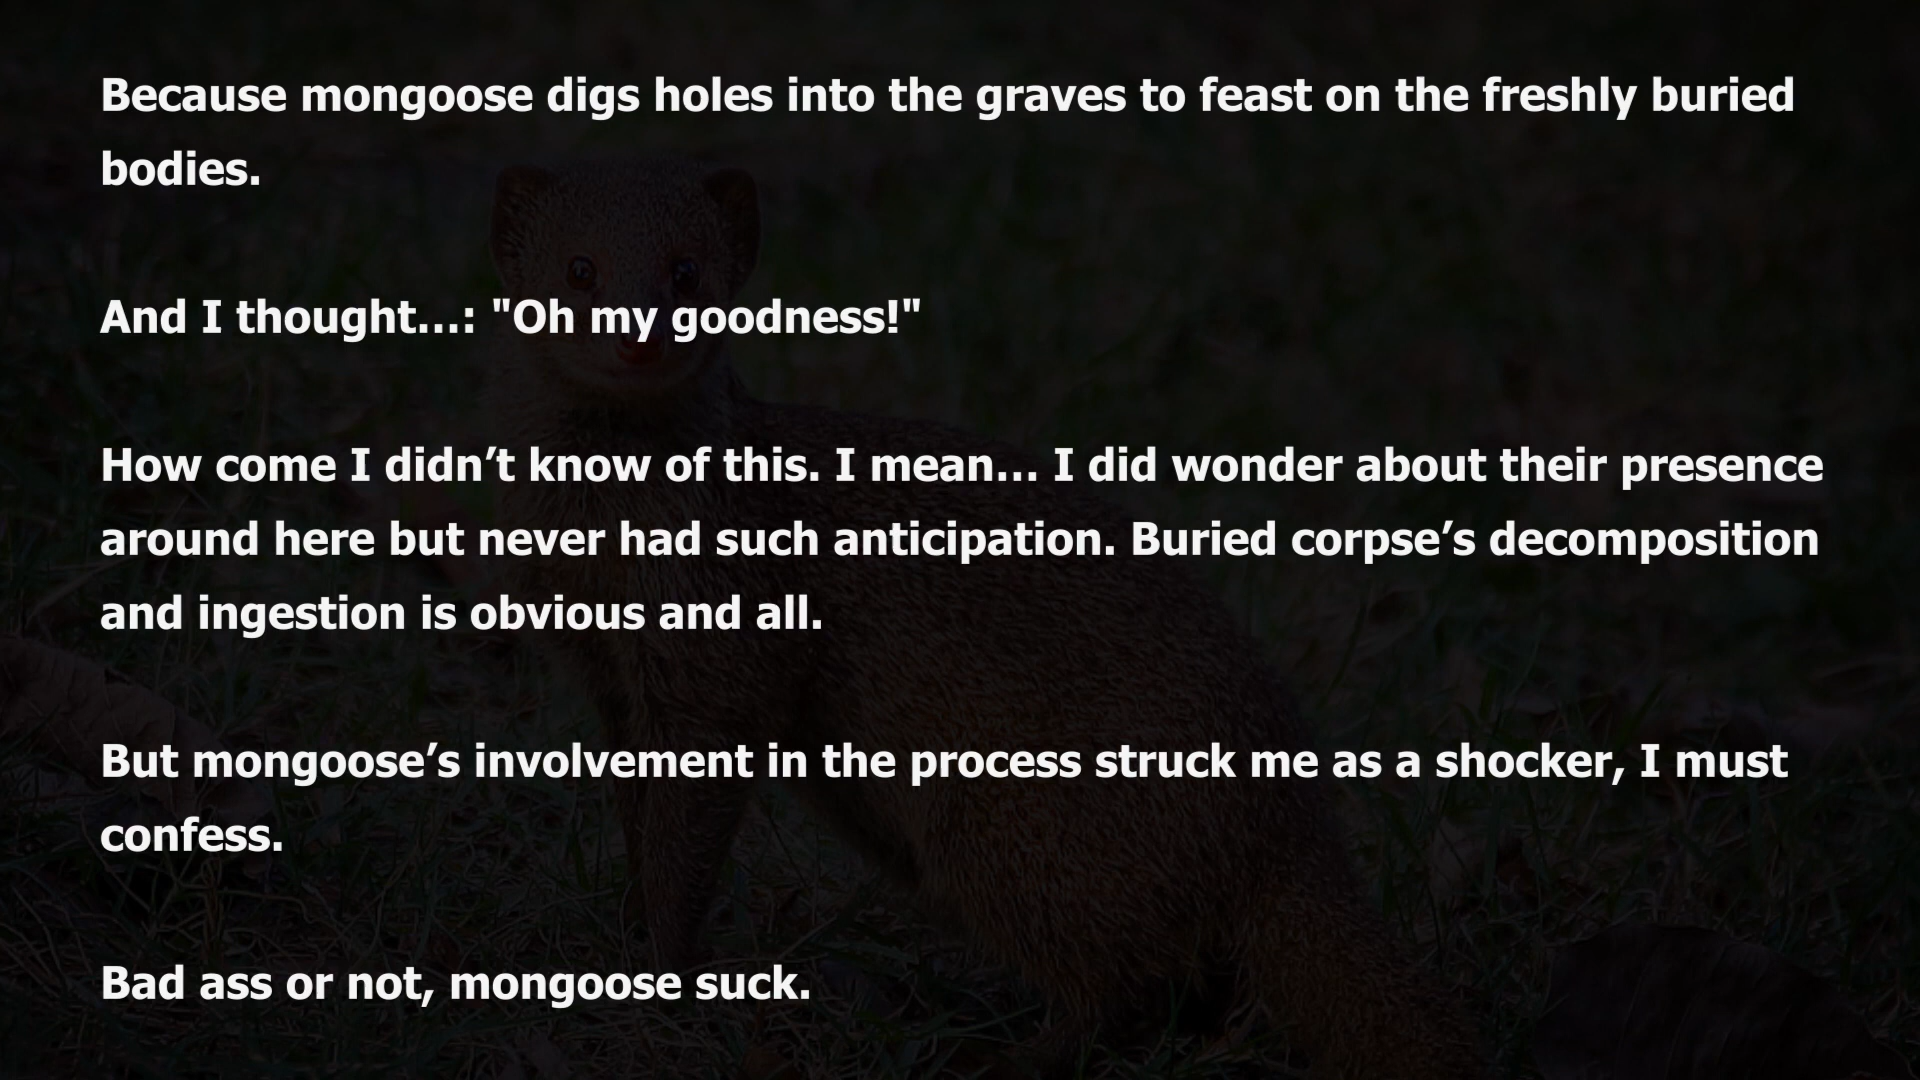 Because mongoose digs holes into the graves to feast on the freshly buried
bodies.
And I thought...: "Oh my goodness!"
How come I didn’t know of this. I mean... I did wonder about their presence
around here but never had such anticipation. Buried corpse’s decomposition
and ingestion is obvious and all.
But mongoose’s involvement in the process struck me as a shocker, I must
confess.
Bad ass or not, mongoose suck.